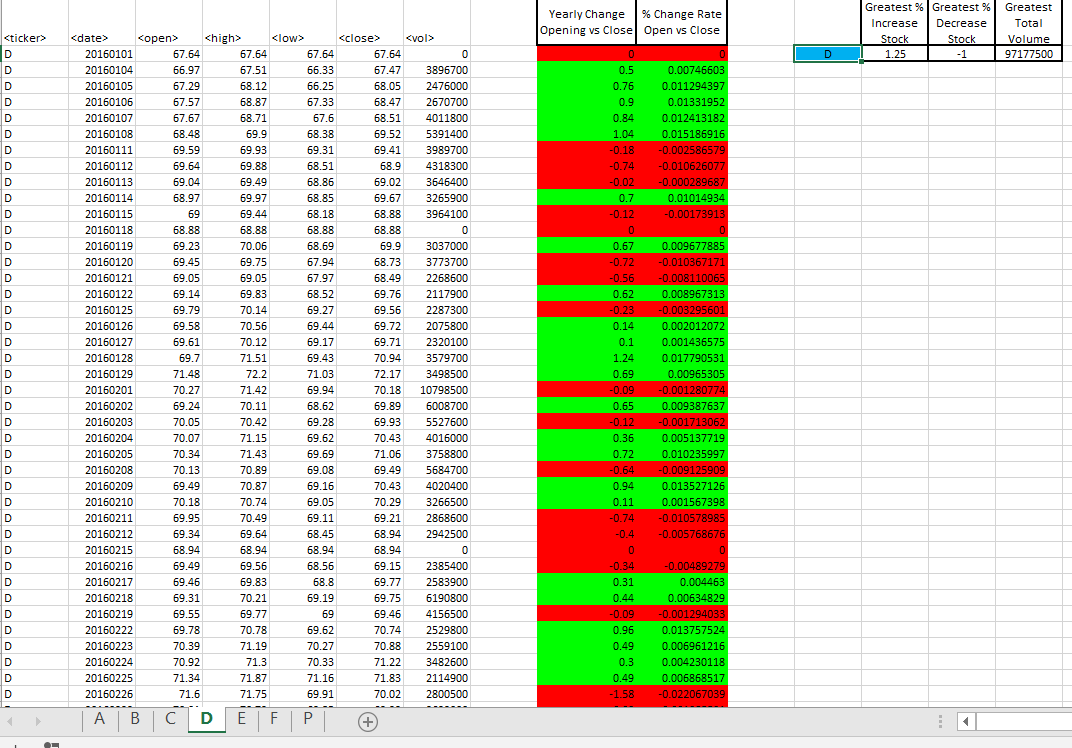 Greatest % Greatest % Greatest
Yearly Change % Change Rate Increase Decrease Total
Opening vs Close Open vs Close Stock Stock Volume
<ticker> <date> <open> <high> <low> <close> <vol>
20160101 67.64 67.64 67.64 67.64 0 0 0 D 1.25 -1 97177500
D 20160104 66.97 67.51 66.33 67.47 3896700 0.5 0.00746603
D 20160105 67.29 68.12 66.25 68.05 2476000 0.76 0.011294397
D 20160106 67.57 68.87 67.33 68.47 2670700 0.9 0.01331952
D 20160107 67.67 68.71 67.6 68.51 4011800 0.84 0.012413182
D 20160108 68.48 69.9 68.38 69.52 5391400 1.04 0.015186916
D 20160111 69.59 69.93 69.31 69.41 3989700 -0.18 -0.002586579
D 20160112 69.64 69.88 68.51 68.9 4318300 -0.74 -0.010626077
D 20160113 69.04 69.49 68.86 69.02 3646400 -0.02 -0.000289687
D 20160114 68.97 69.97 68.85 69.67 3265900 0.7 0.01014934
D 20160115 69 69.44 68.18 68.88 3964100 -0.12 -0.00173913
D 20160118 68.88 68.88 68.88 68.88 0 0 0
D 20160119 69.23 70.06 68.69 69.9 3037000 0.67 0.009677885
D 20160120 69.45 69.75 67.94 68.73 3773700 -0.72 -0.010367171
D 20160121 69.05 69.05 67.97 68.49 2268600 -0.56 -0.008110065
D 20160122 69.14 69.83 68.52 69.76 2117900 0.62 0.008967313
D 20160125 69.79 70.14 69.27 69.56 2287300 -0.23 -0.003295601
D 20160126 69.58 70.56 69.44 69.72 2075800 0.14 0.002012072
D 20160127 69.61 70.12 69.17 69.71 2320100 0.1 0.001436575
D 20160128 69.7 71.51 69.43 70.94 3579700 1.24 0.017790531
D 20160129 71.48 72.2 71.03 72.17 3498500 0.69 0.00965305
D 20160201 70.27 71.42 69.94 70.18 10798500 -0.09 -0.001280774
D 20160202 69.24 70.11 68.62 69.89 6008700 0.65 0.009387637
D 20160203 70.05 70.42 69.28 69.93 5527600 -0.12 -0.001713062
D 20160204 70.07 71.15 69.62 70.43 4016000 0.36 0.005137719
D 20160205 70.34 71.43 69.69 71.06 3758800 0.72 0.010235997
D 20160208 70.13 70.89 69.08 69.49 5684700 -0.64 -0.009125909
D 20160209 69.49 70.87 69.16 70.43 4020400 0.94 0.013527126
D 20160210 70.18 70.74 69.05 70.29 3266500 0.11 0.001567398
D 20160211 69.95 70.49 69.11 69.21 2868600 -0.74 -0.010578985
D 20160212 69.34 69.64 68.45 68.94 2942500 -0.4 -0.005768676
D 20160215 68.94 68.94 68.94 68.94 0 0 0
D 20160216 69.49 69.56 68.56 69.15 2385400 -0.34 -0.00489279
D 20160217 69.46 69.83 68.8 69.77 2583900 0.31 0.004463
D 20160218 69.31 70.21 69.19 69.75 6190800 0.44 0.00634829
D 20160219 69.55 69.77 69 69.46 4156500 -0.09 -0.001294033
D 20160222 69.78 70.78 69.62 70.74 2529800 0.96 0.013757524
D 20160223 70.39 71.19 70.27 70.88 2559100 0.49 0.006961216
D 20160224 70.92 71.3 70.33 71.22 3482600 0.3 0.004230118
D 20160225 71.34 71.87 71.16 71.83 2114900 0.49 0.006868517
D 20160226 71.6 71.75 69.91 70.02 2800500 -1.58 -0.022067039
A B C D E F P